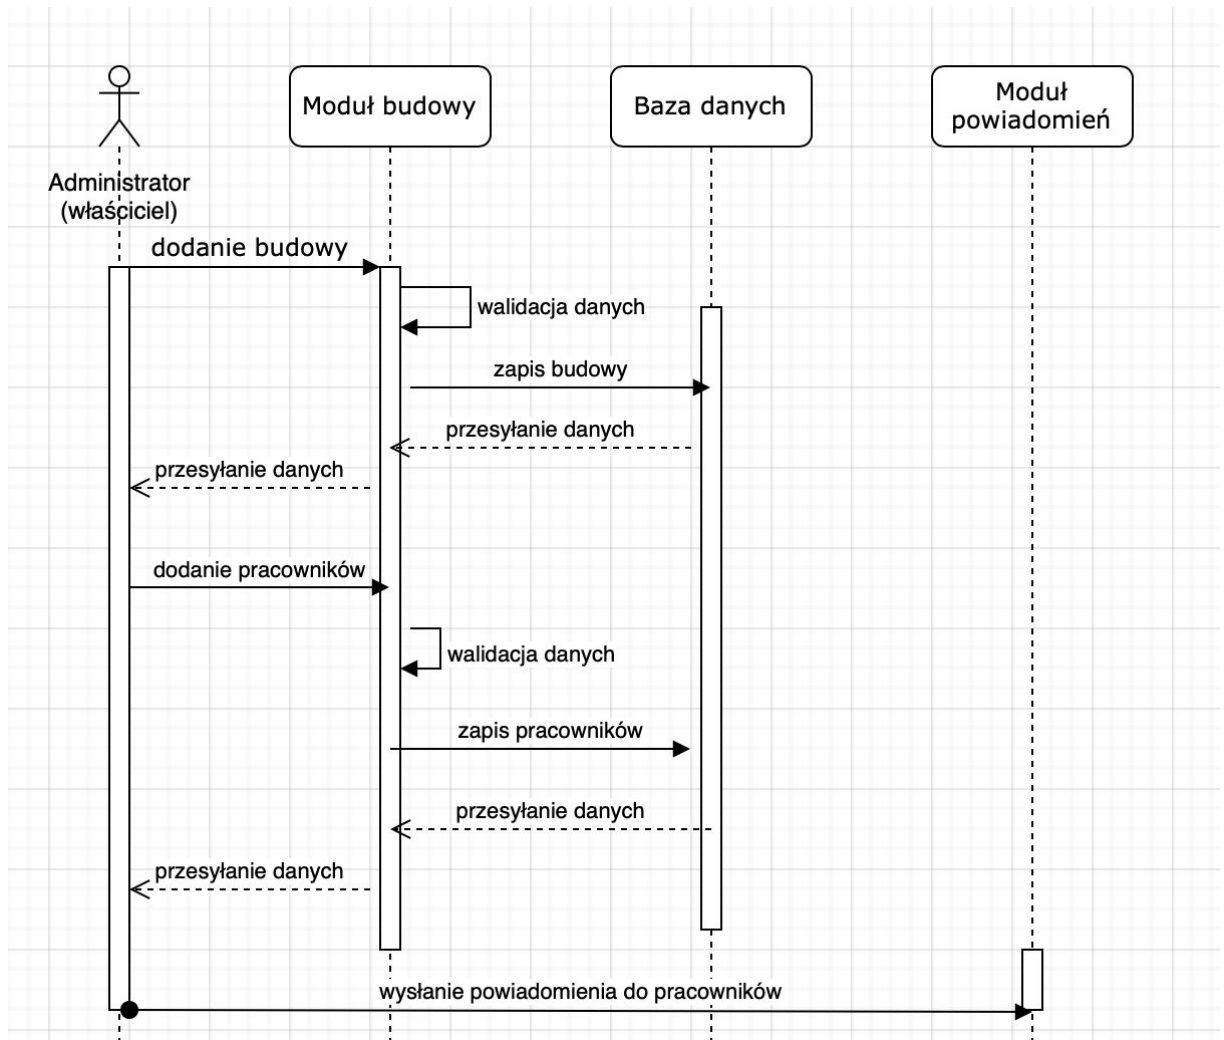 Moduł budowy
Baza danych
Moduł
powiadomień
Administrator
(właściciel)
dodanie budowy
walidacja danych
zapis budowy
przesyłanie danych
przesyłanie danych
dodanie pracowników
walidacja danych
zapis pracowników
przesyłanie danych
przesyłanie danych
wysłanie powiadomienia do pracowników